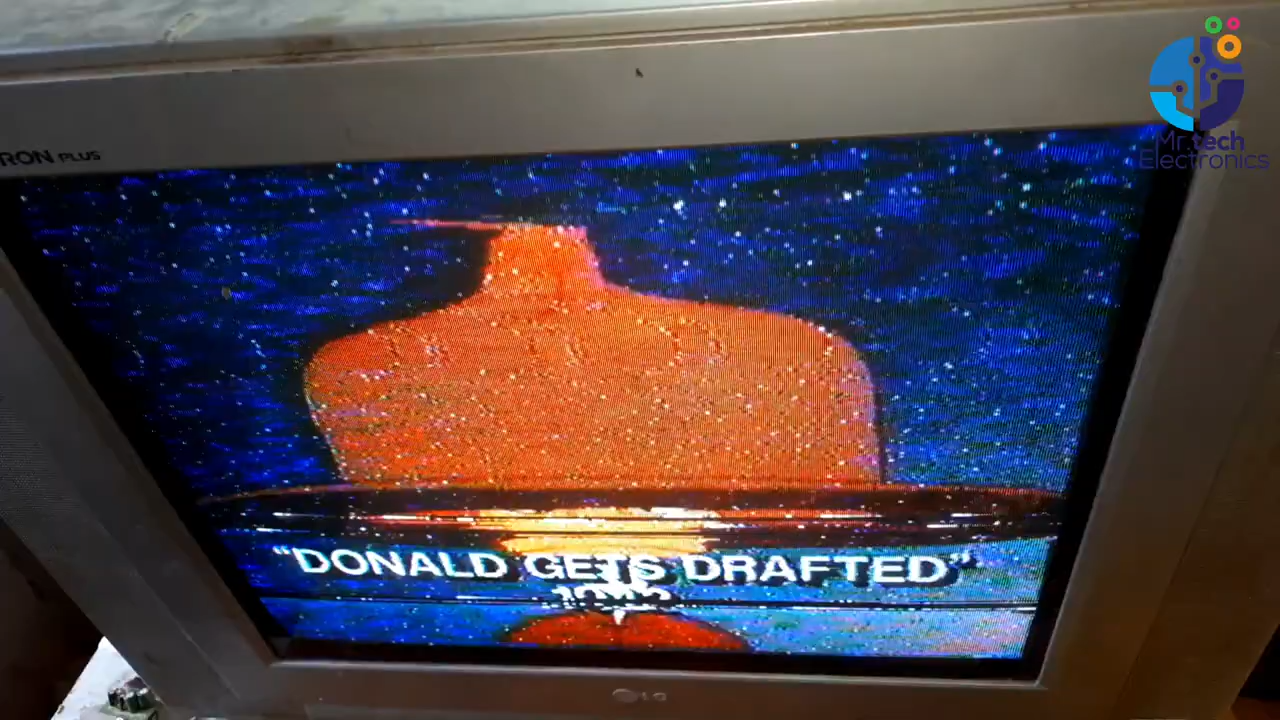 Mr.tech
Electronics
RON PLUS
"DONALD GETS DRAFTED"
LG